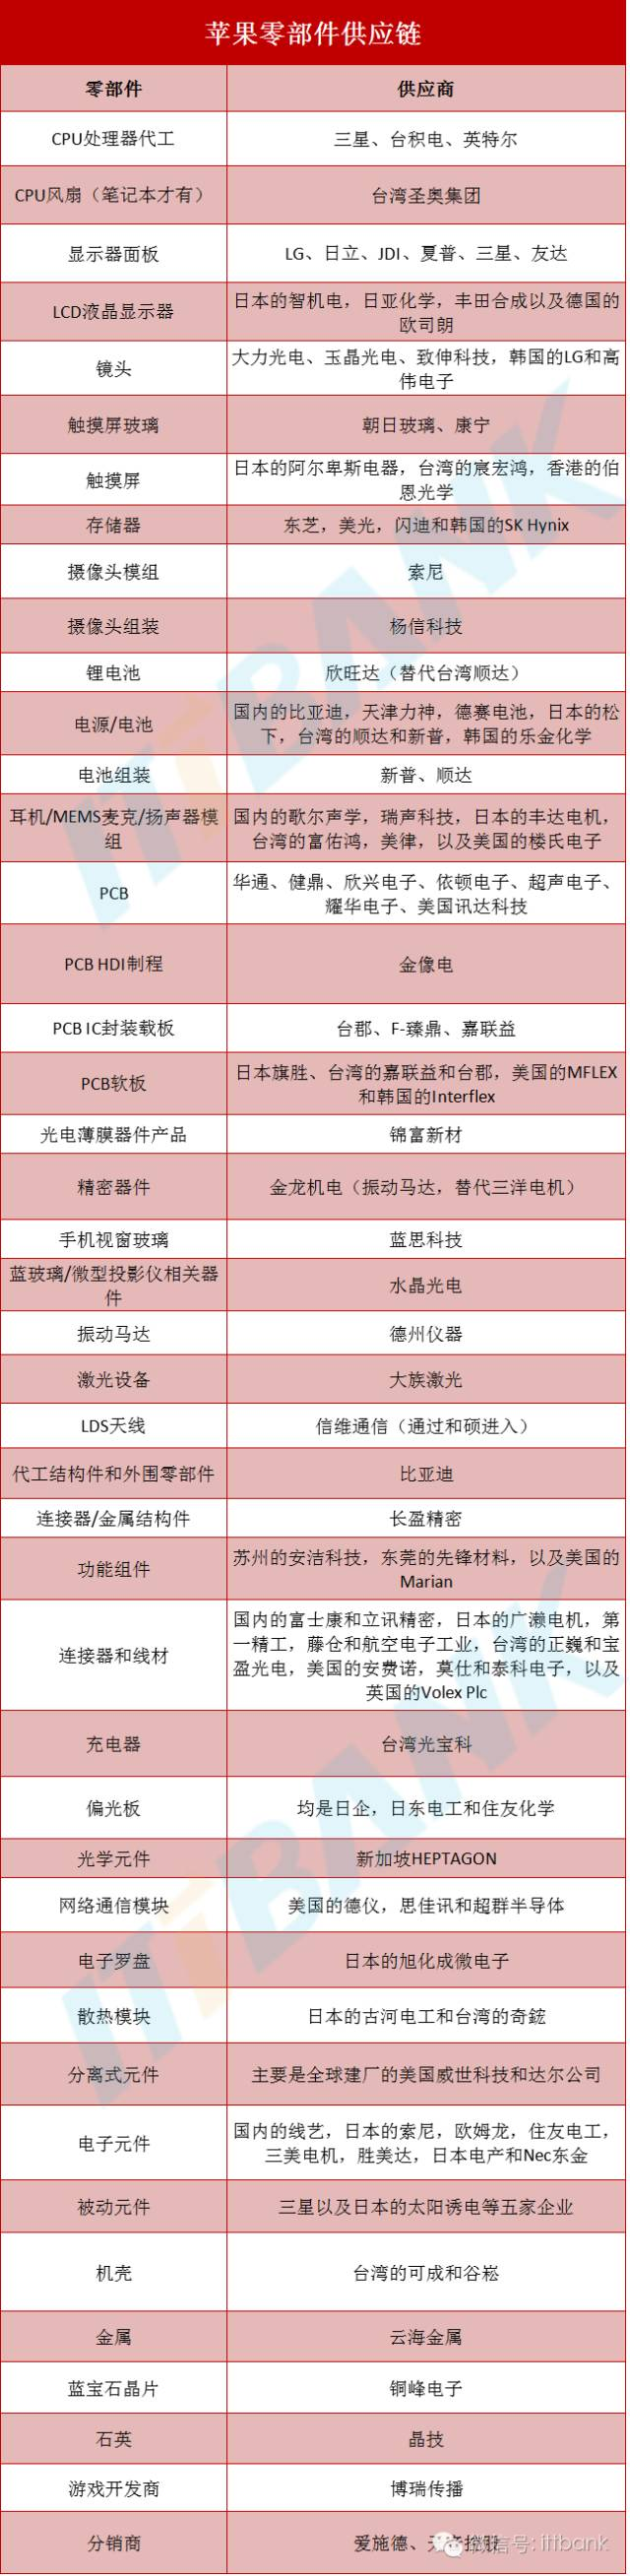 苹果零部件供应链
零部件 供应商
CPU处理器代工 三星、台积电、英特尔
CPU风扇（笔记本才有） 台湾圣奥集团
显示器面板 LG、日立、JDI、夏普、三星、友达
LCD液晶显示器 日本的智机电，日亚化学，丰田合成以及德国的
欧司朗
镜头 大力光电、玉晶光电、致伸科技，韩国的LG和高
伟电子
触摸屏玻璃 朝日玻璃、康宁
触摸屏 日本的阿尔卑斯电器，台湾的宸宏鸿，香港的伯
恩光学
存储器 东芝，美光，闪迪和韩国的SK Hynix
摄像头模组 索尼
摄像头组装 杨信科技
锂电池 欣旺达（替代台湾顺达）
电源/电池 国内的比亚迪，天津力神，德赛电池，日本的松
下，台湾的顺达和新普，韩国的乐金化学
电池组装 新普、顺达
耳机/MEMS麦克/扬声器模
组 国内的歌尔声学，瑞声科技，日本的丰达电机，
台湾的富佑鸿，美律，以及美国的楼氏电子
PCB 华通、健鼎、欣兴电子、依顿电子、超声电子、
耀华电子、美国讯达科技
PCB HDI制程 金像电
PCB IC封装载板 台郡、F-臻鼎、嘉联益
PCB软板 日本旗胜、台湾的嘉联益和台郡，美国的MFLEX
和韩国的Interflex
光电薄膜器件产品 锦富新材
精密器件 金龙机电（振动马达，替代三洋电机）
手机视窗玻璃 蓝思科技
蓝玻璃/微型投影仪相关器
件 水晶光电
振动马达 德州仪器
激光设备 大族激光
LDS天线 信维通信（通过和硕进入）
代工结构件和外围零部件 比亚迪
连接器/金属结构件 长盈精密
功能组件 苏州的安洁科技，东莞的先锋材料，以及美国的
Marian
连接器和线材 国内的富士康和立讯精密，日本的广濑电机，第
一精工，藤仓和航空电子工业，台湾的正巍和宝
盈光电，美国的安费诺，莫仕和泰科电子，以及
英国的Volex Plc
充电器 台湾光宝科
偏光板 均是日企，日东电工和住友化学
光学元件 新加坡HEPTAGON
网络通信模块 美国的德仪，思佳讯和超群半导体
电子罗盘 日本的旭化成微电子
散热模块 日本的古河电工和台湾的奇鋐
分离式元件 主要是全球建厂的美国威世科技和达尔公司
电子元件 国内的线艺，日本的索尼，欧姆龙，住友电工，
三美电机，胜美达，日本电产和Nec东金
被动元件 三星以及日本的太阳诱电等五家企业
机壳 台湾的可成和谷崧
金属 云海金属
蓝宝石晶片 铜峰电子
石英 晶技
游戏开发商 博瑞传播
分销商 爱施德、
微信号: ittbank
ITiBANK
ITiBANK